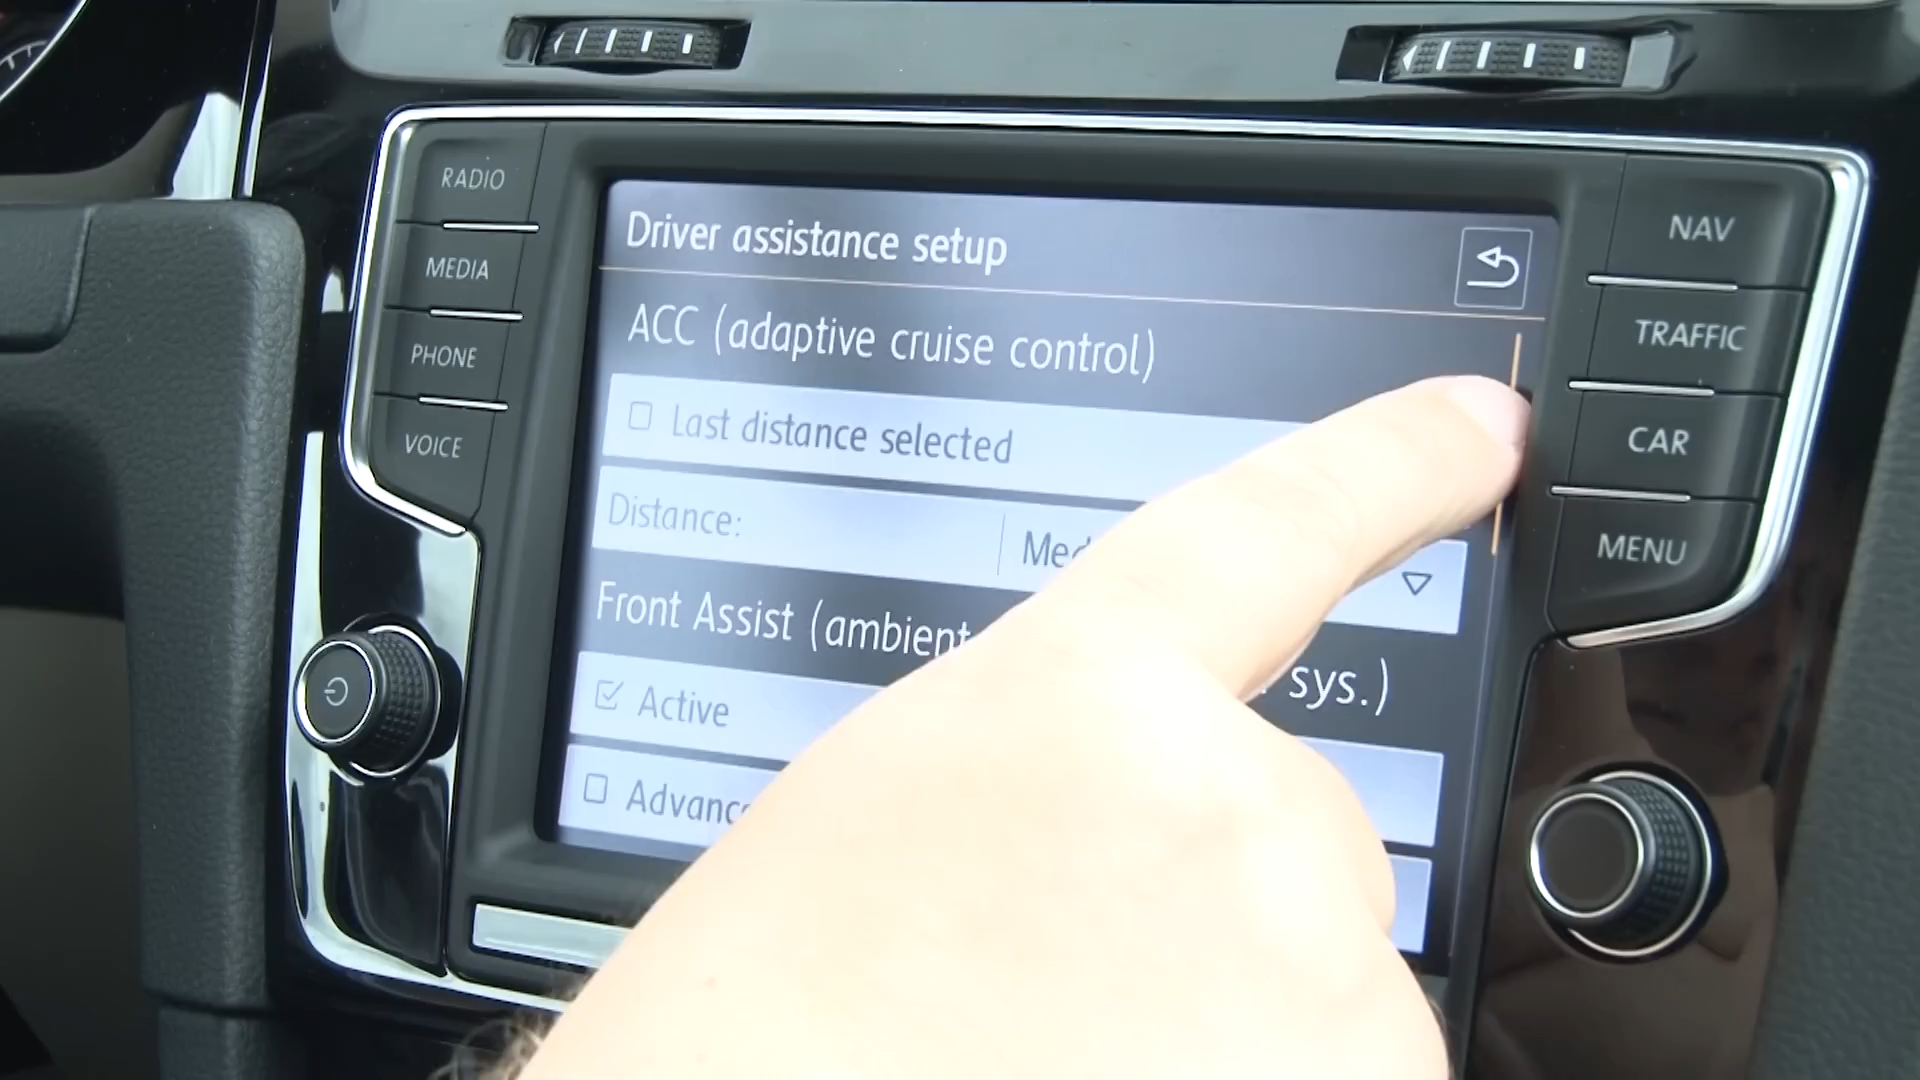 RADIO
MEDIA
PHONE
VOICE
Driver assistance setup
ACC (adaptive cruise control)
Last distance selected
Distance:
Front Assist (ambient sys.)
Active
NAV
TRAFFIC
CAR
MENU